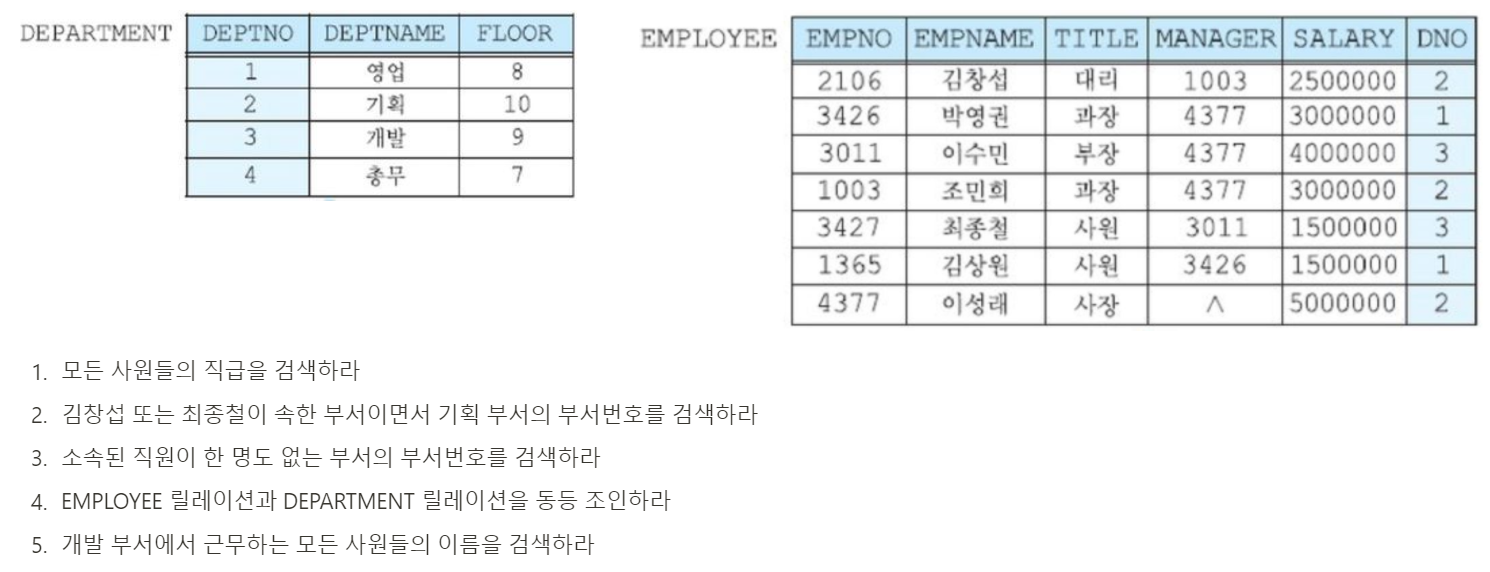 DEPARTMENT DEPTNO DEPTNAME FLOOR
1 영업 8
2 기획 10
3 개발 9
4 총무 7
EMPLOYEE EMPNO EMPNAME TITLE MANAGER SALARY DNO
2106 김창섭 대리 1003 2500000 2
3426 박영권 과장 4377 3000000 1
3011 이수민 부장 4377 4000000 3
1003 조민희 과장 4377 3000000 2
3427 최종철 사원 3011 1500000 3
1365 김상원 사원 3426 1500000 1
4377 이성래 사장 ∧ 5000000 2
1. 모든 사원들의 직급을 검색하라
2. 김창섭 또는 최종철이 속한 부서이면서 기획 부서의 부서번호를 검색하라
3. 소속된 직원이 한 명도 없는 부서의 부서번호를 검색하라
4. EMPLOYEE 릴레이션과 DEPARTMENT 릴레이션을 동등 조인하라
5. 개발 부서에서 근무하는 모든 사원들의 이름을 검색하라